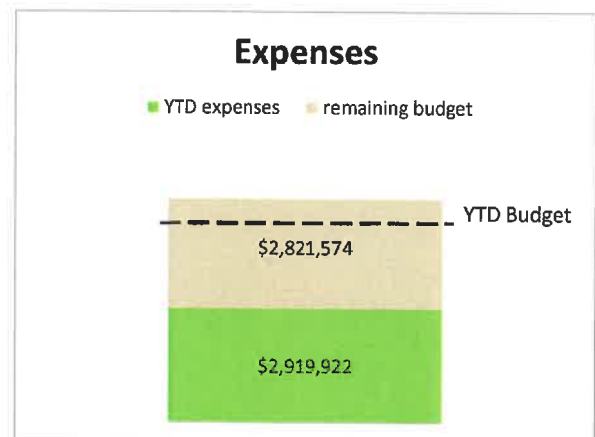 Expenses
YTD expenses remaining budget
YTD Budget
$2,821,574
$2,919,922